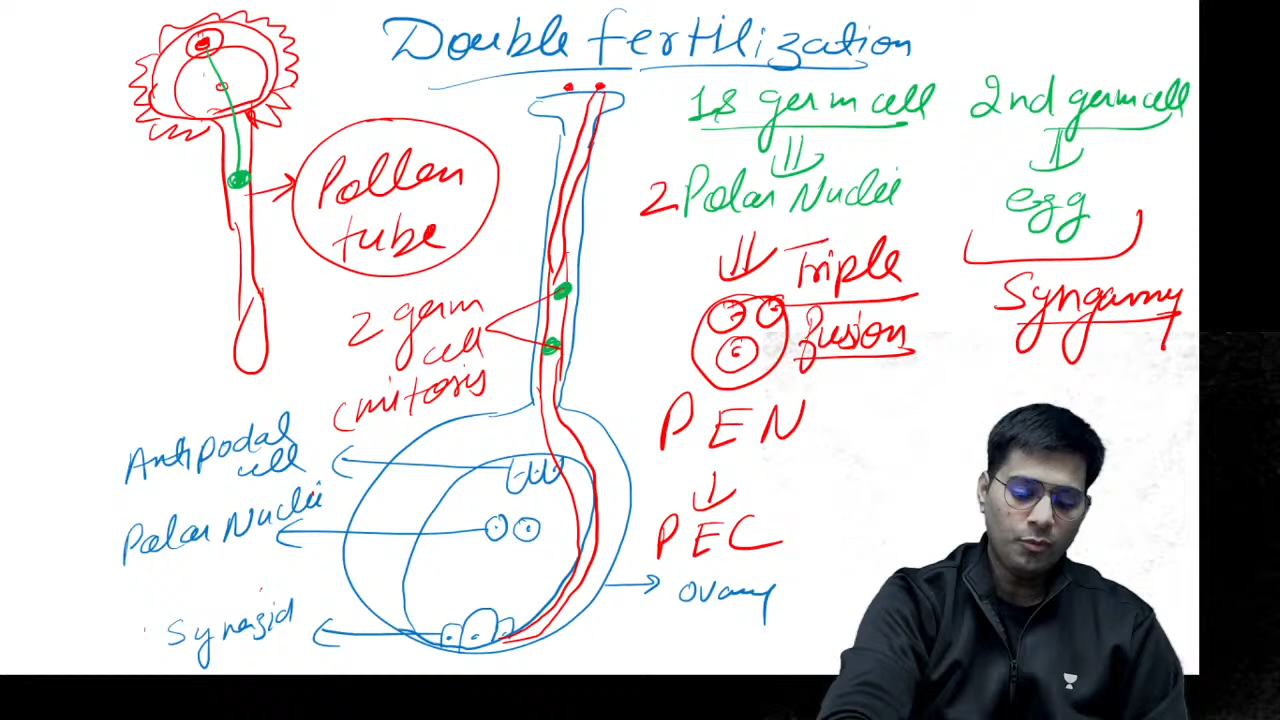 Double fertilization
1s germ cell
2nd germ cell
2 Polar Nuclei
egg
Pollen
tube
Triple
fusion
Syngamy
2 germ
cell
(mitosis
PEN
PEC
Antipodal
cell
Polar Nuclei
ovary
Synergid